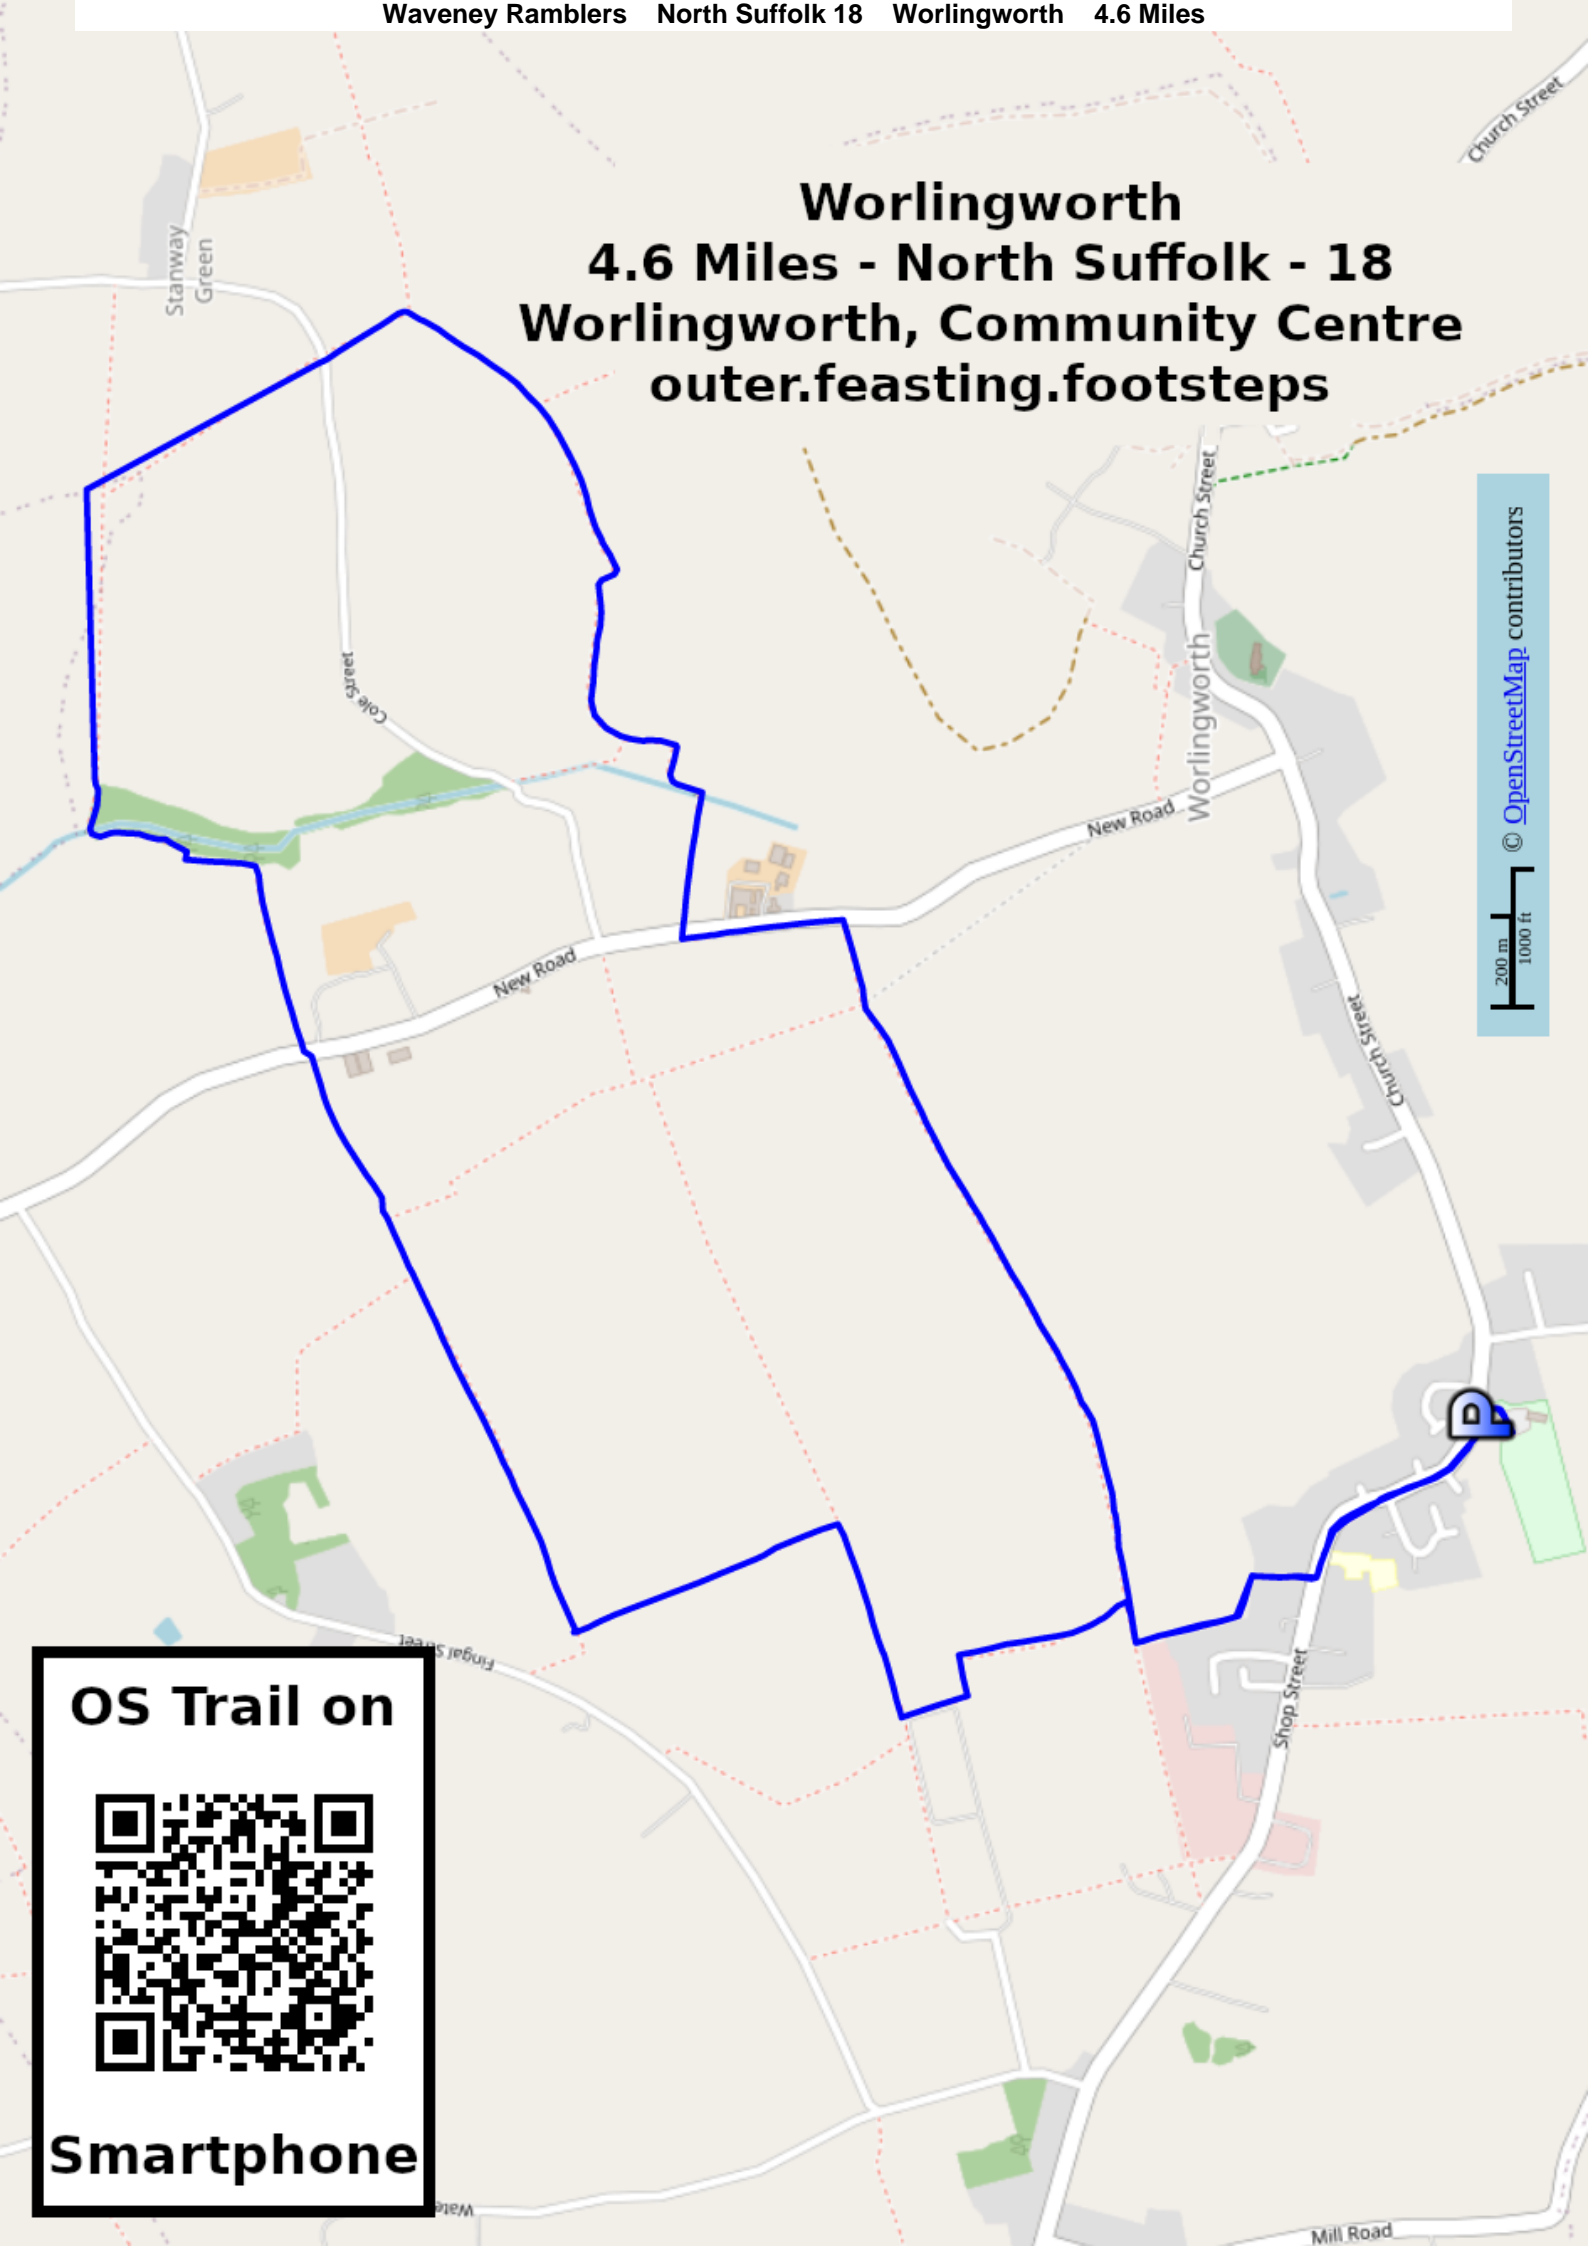 Waveney Ramblers North Suffolk 18 Worlingworth 4.6 Miles
Church Street
Worlingworth
4.6 Miles - North Suffolk - 18
Worlingworth, Community Centre
outer.feasting.footsteps
Stanway
Green
Church Street
© OpenStreetMap contributors
Cole Street
Worlingworth
New Road
200 m
1000 ft
New Road
Church Street
P
Fingal Street
Shop Street
OS Trail on
Smartphone
Mill Road